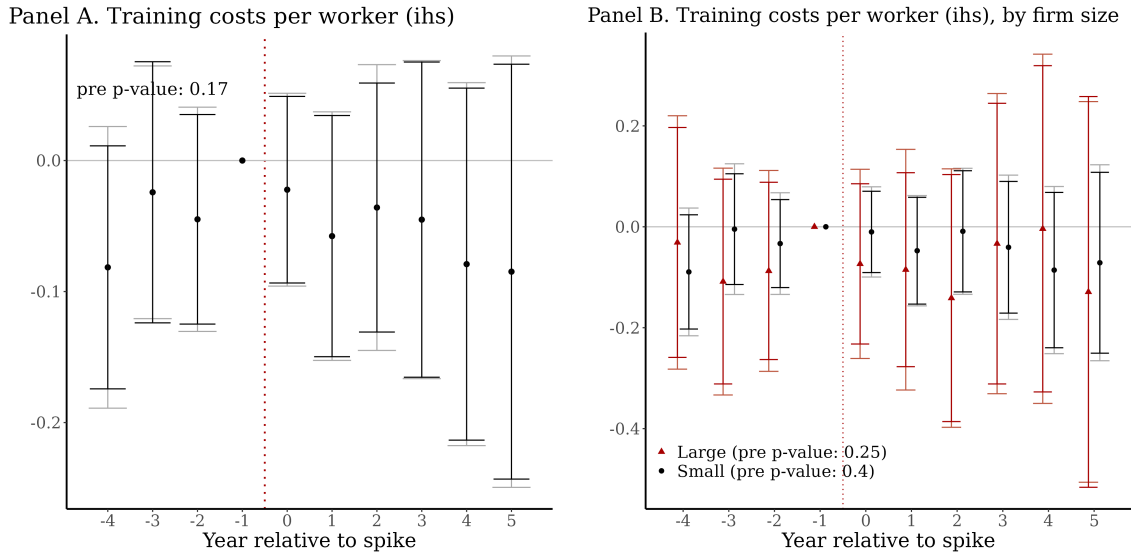 Panel A. Training costs per worker (ihs)
pre p-value: 0.17
0.0
-0.1
-0.2
-4 -3 -2 -1 0 1 2 3 4 5
Year relative to spike
Panel B. Training costs per worker (ihs), by firm size
0.2
0.0
-0.2
-0.4
Large (pre p-value: 0.25)
Small (pre p-value: 0.4)
-4 -3 -2 -1 0 1 2 3 4 5
Year relative to spike